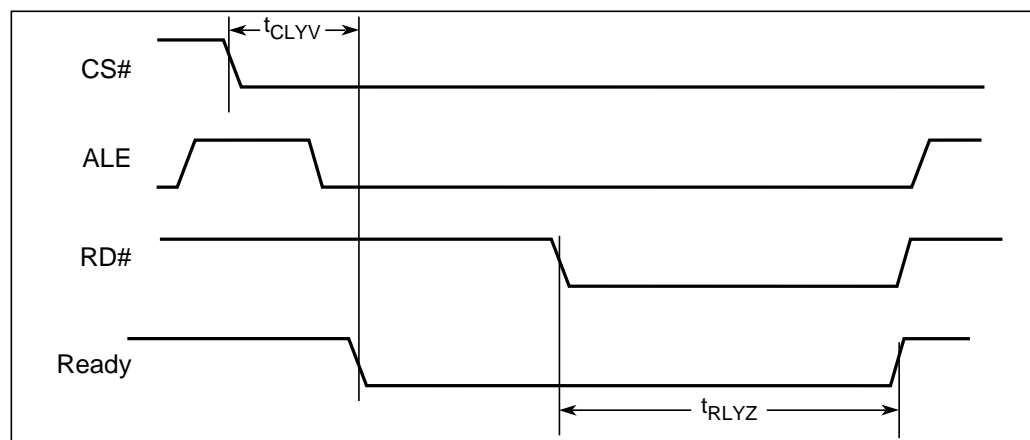 tCLYV
CS#
ALE
RD#
Ready
tRLYZ